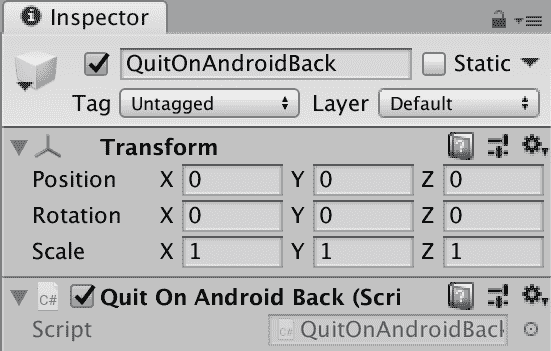 Inspector
QuitOnAndroidBack Static
Tag Untagged Layer Default
Transform
Position X 0 Y 0 Z 0
Rotation X 0 Y 0 Z 0
Scale X 1 Y 1 Z 1
C# Quit On Android Back (Scri
Script C# QuitOnAndroidBack